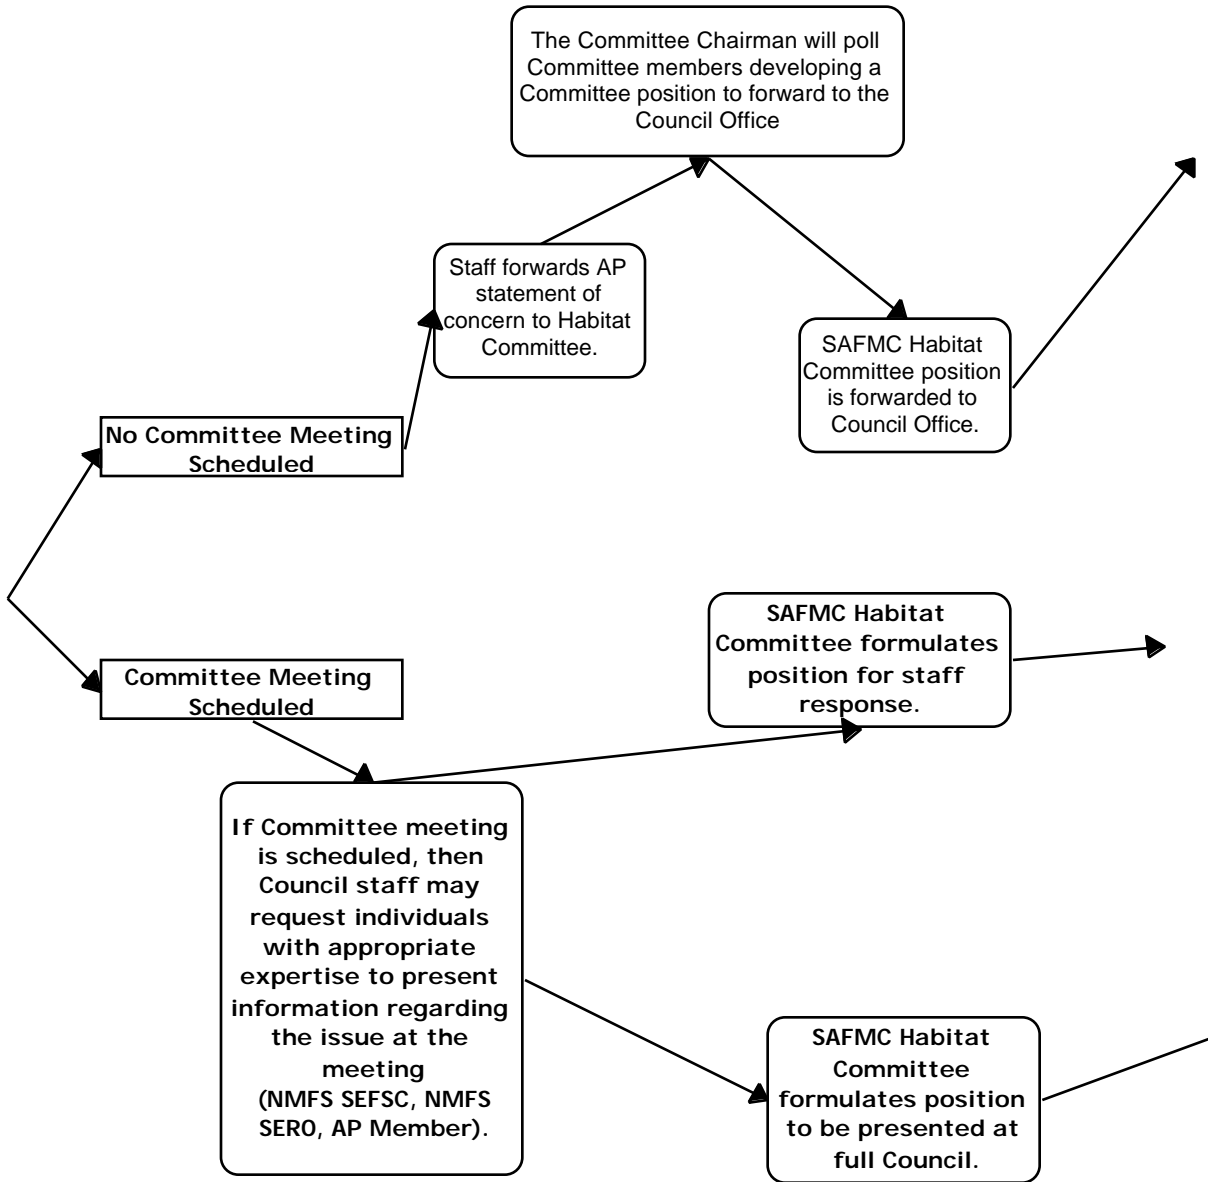 The Committee Chairman will poll
Committee members developing a
Committee position to forward to the
Council Office
Staff forwards AP
statement of
concern to Habitat
Committee.
SAFMC Habitat
Committee position
is forwarded to
Council Office.
No Committee Meeting
Scheduled
Committee Meeting
Scheduled
SAFMC Habitat
Committee formulates
position for staff
response.
If Committee meeting
is scheduled, then
Council staff may
request individuals
with appropriate
expertise to present
information regarding
the issue at the
meeting
(NMFS SEFSC, NMFS
SERO, AP Member).
SAFMC Habitat
Committee
formulates position
to be presented at
full Council.